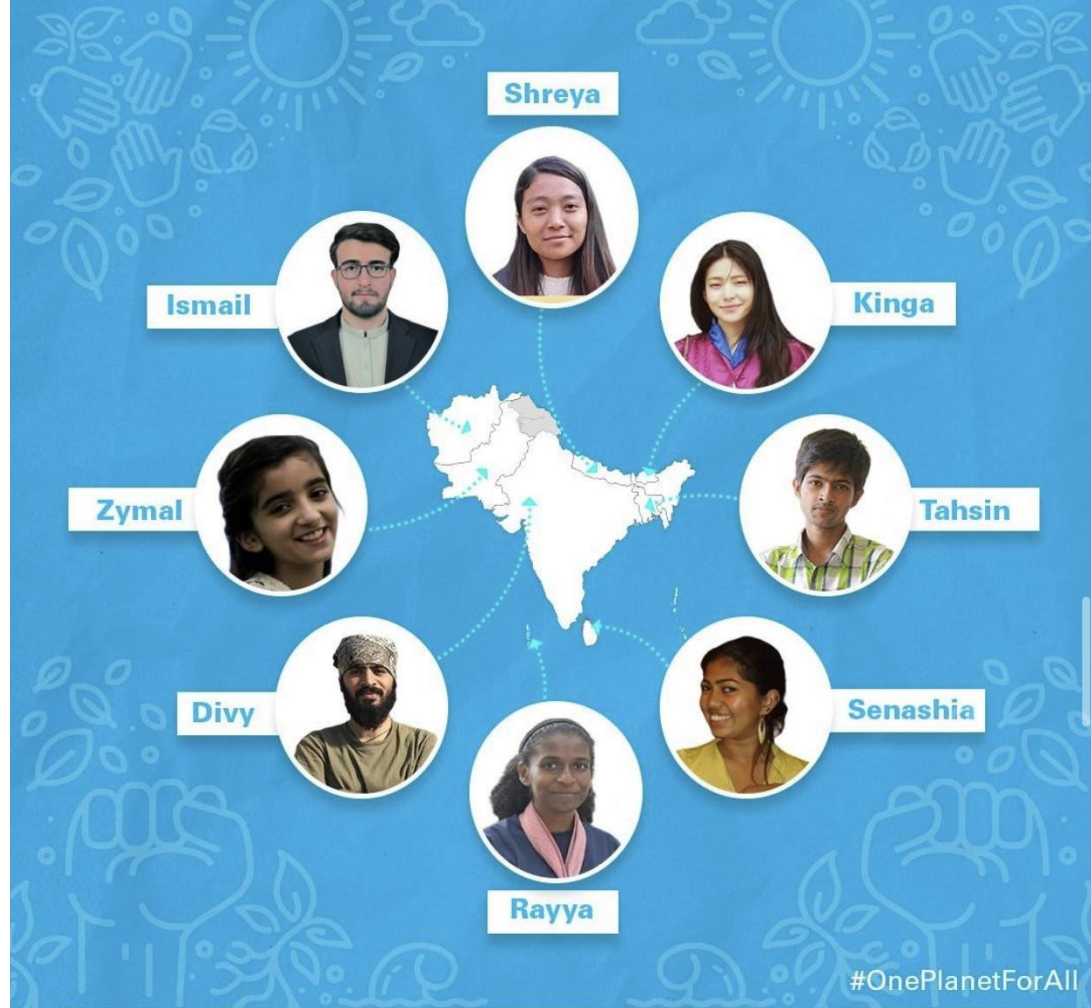 Shreya
Ismail
Kinga
Zymal
Tahsin
Divy
Senashia
Rayya
#OnePlanetForAll